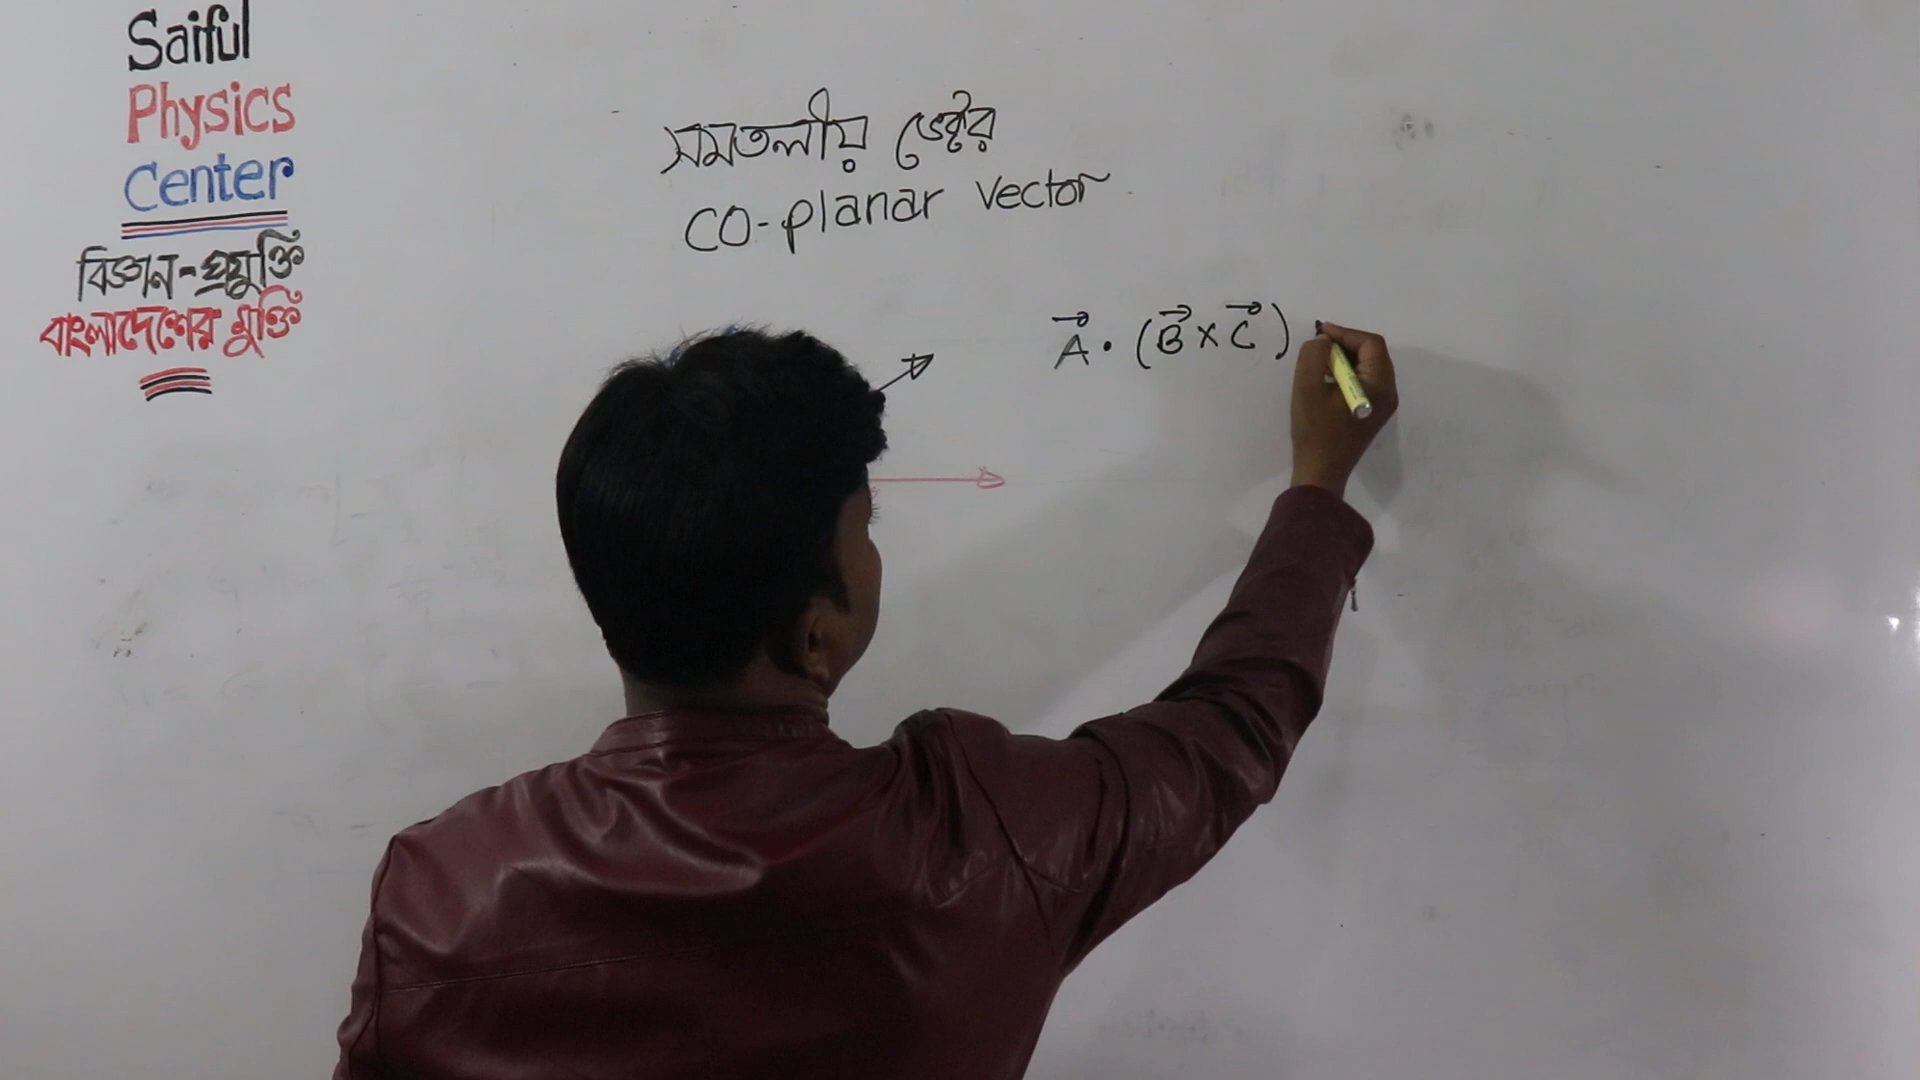 Saiful
Physics
Center
বিজ্ঞান-প্রযুক্তি
বাংলাদেশের মুক্তি
সমতলীয় ভেক্টর
CO-planar vector
A⃗ · (B⃗ × C⃗)